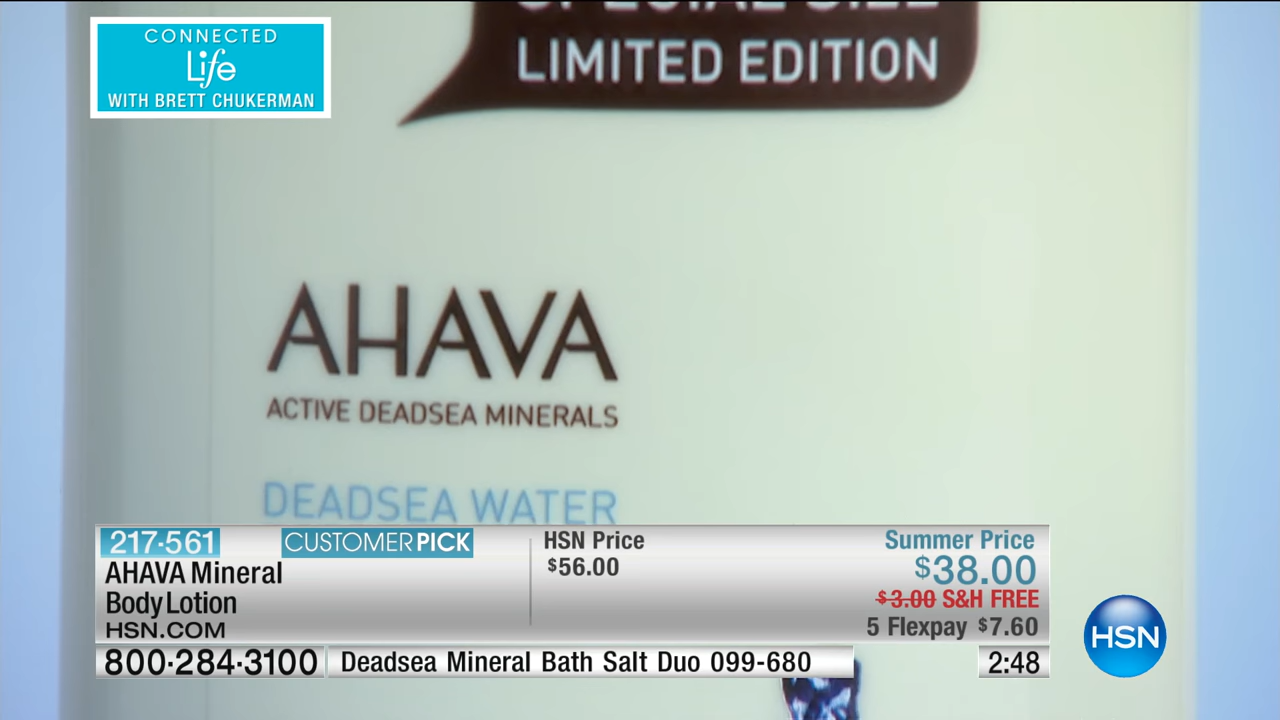 CONNECTED
Life
WITH BRETT CHUKERMAN
SPECIAL SIZE
LIMITED EDITION
AHAVA
ACTIVE DEADSEA MINERALS
DEADSEA WATER
217-561 CUSTOMER PICK
AHAVA Mineral
Body Lotion
HSN.COM
HSN Price
$56.00
Summer Price
$38.00
$3.00 S&H FREE
5 Flexpay $7.60
HSN
800·284·3100 Deadsea Mineral Bath Salt Duo 099-680 2:48